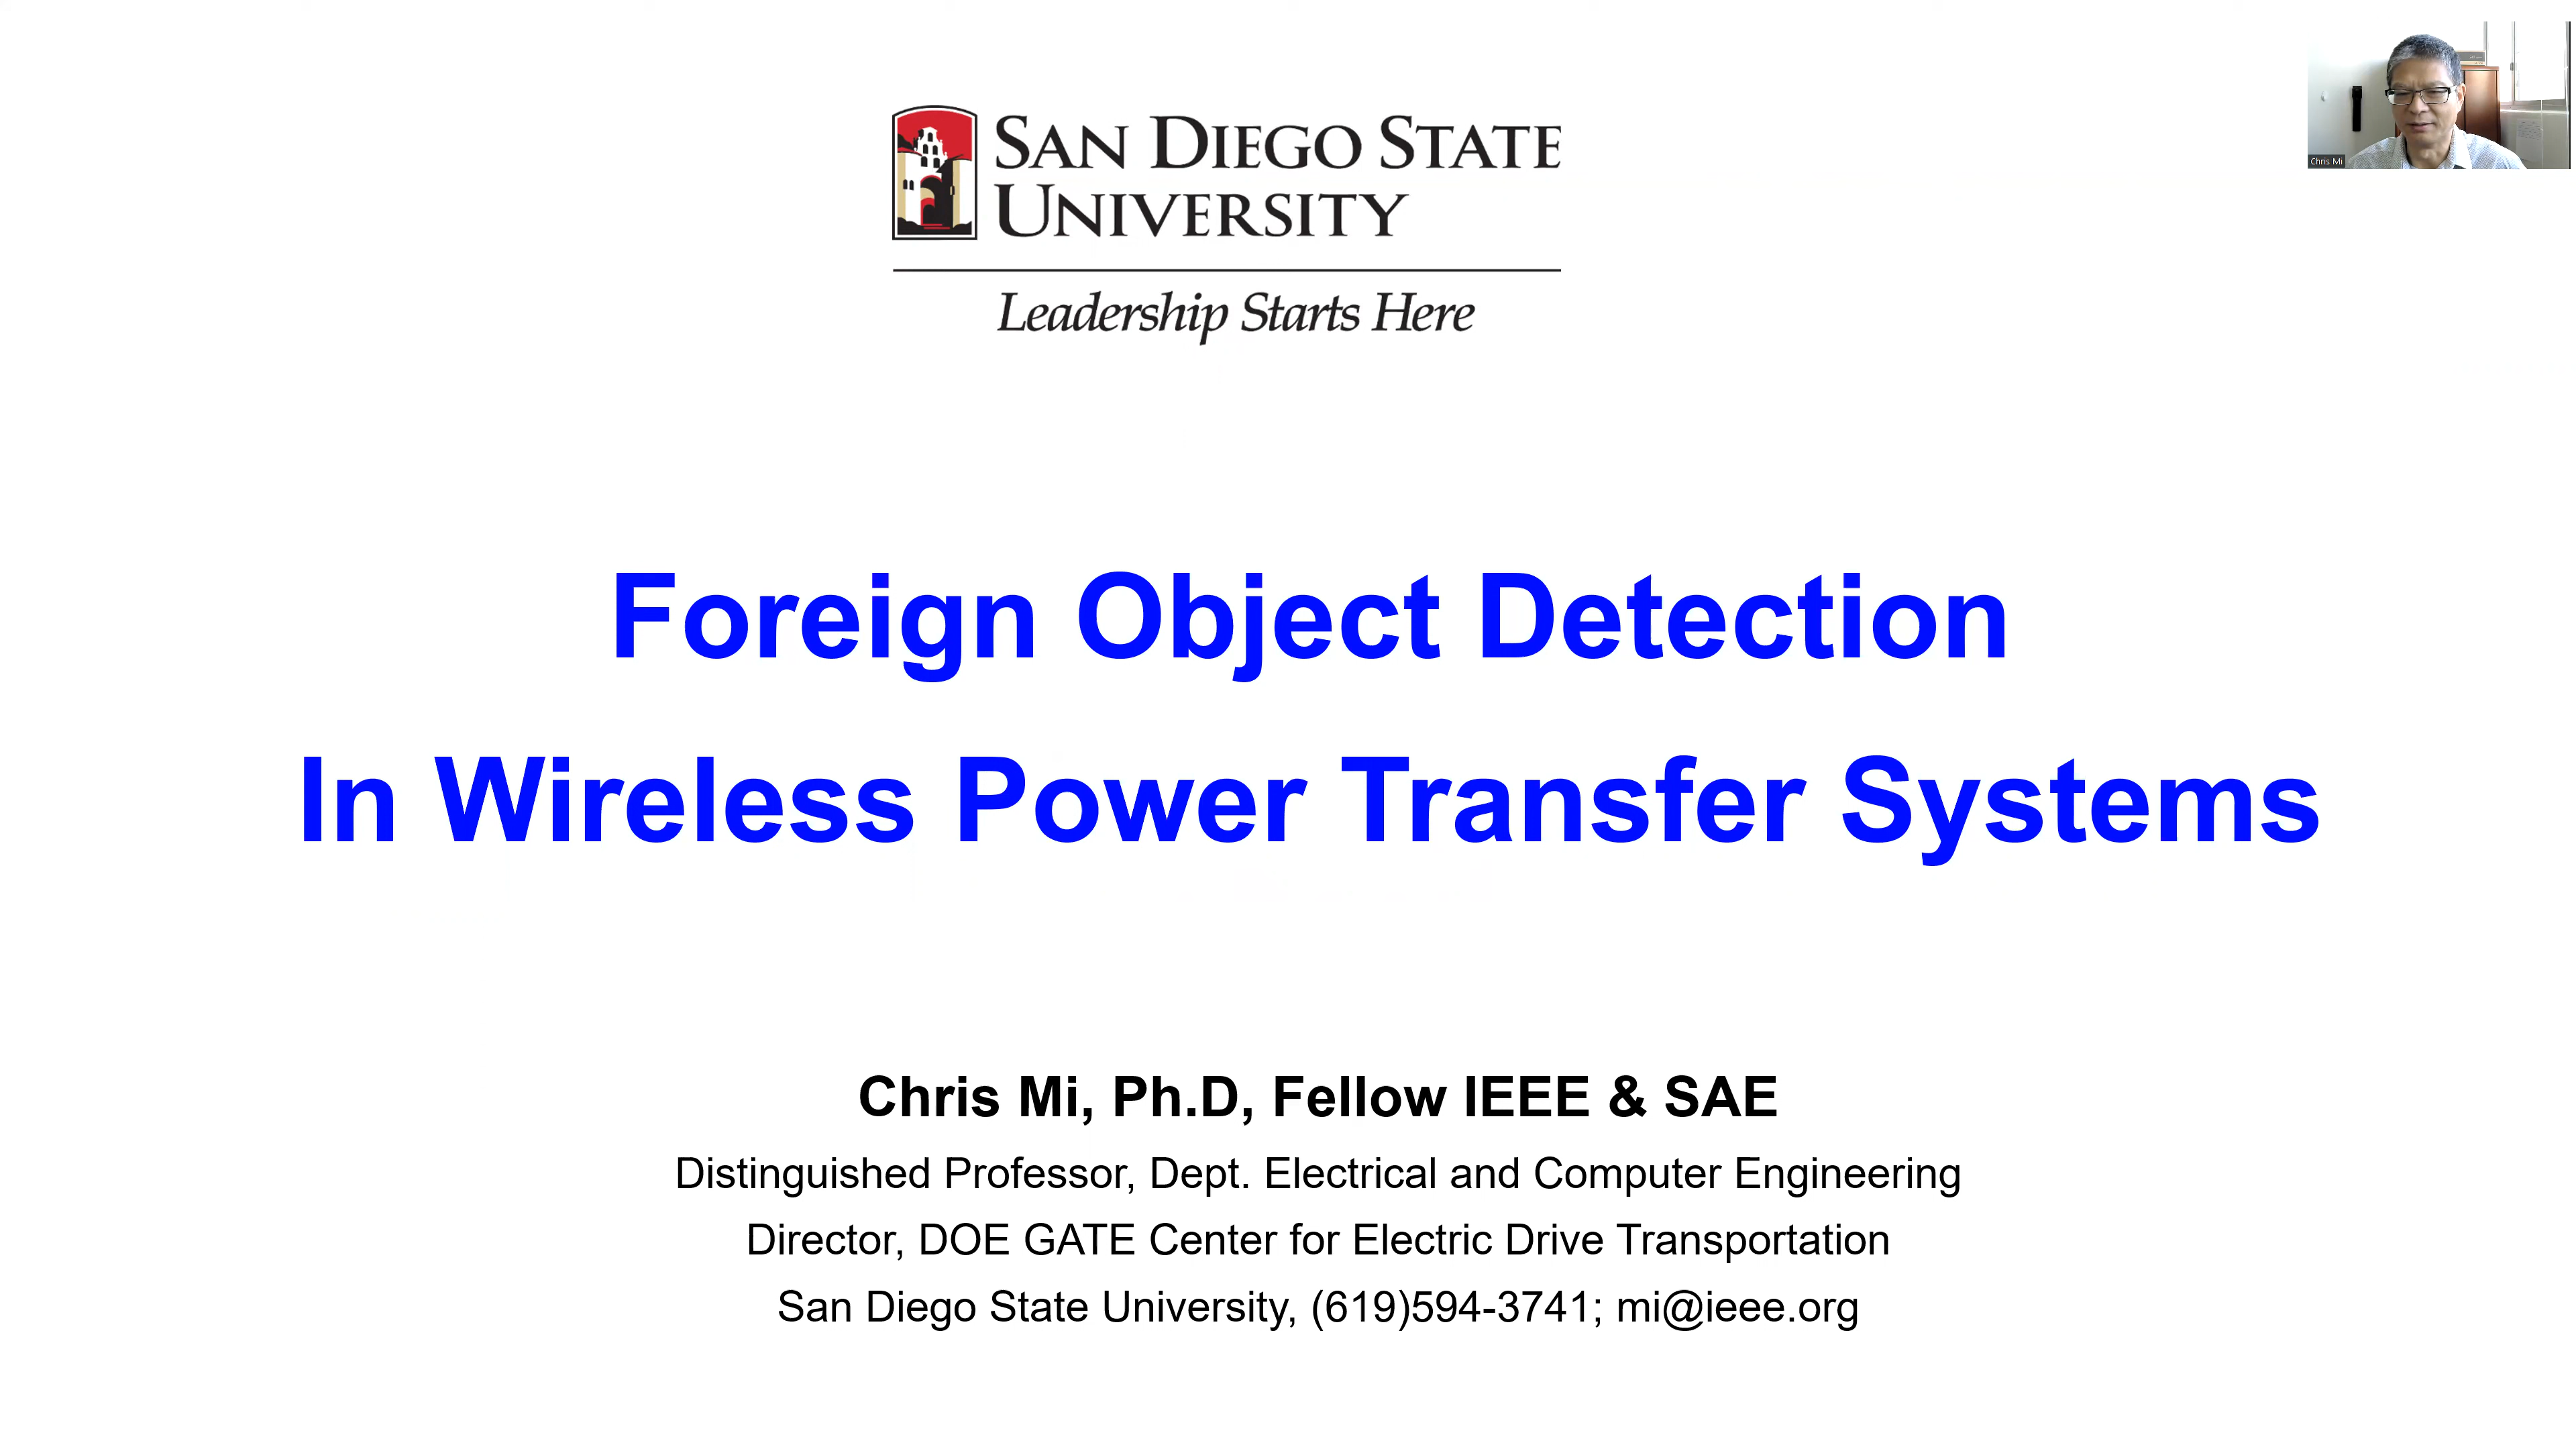 SAN DIEGO STATE
UNIVERSITY
Leadership Starts Here
Chris Mi
Foreign Object Detection
In Wireless Power Transfer Systems
Chris Mi, Ph.D, Fellow IEEE & SAE
Distinguished Professor, Dept. Electrical and Computer Engineering
Director, DOE GATE Center for Electric Drive Transportation
San Diego State University, (619)594-3741; mi@ieee.org